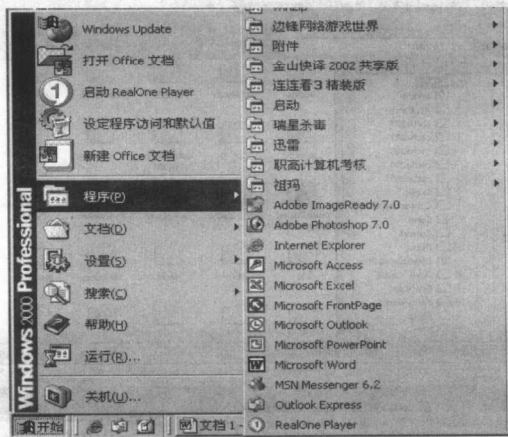 Windows Update
打开 Office 文档
启动 RealOne Player
设定程序访问和默认值
新建 Office 文档
程序(P)
文档(D)
设置(S)
搜索(C)
帮助(H)
运行(R)...
关机(U)...
Windows 2000 Professional
开始
文档 1 -
边锋网络游戏世界
附件
金山快译 2002 共享版
连连看3 精装版
启动
瑞星杀毒
迅雷
职高计算机考核
祖玛
Adobe ImageReady 7.0
Adobe Photoshop 7.0
Internet Explorer
Microsoft Access
Microsoft Excel
Microsoft FrontPage
Microsoft Outlook
Microsoft PowerPoint
Microsoft Word
MSN Messenger 6.2
Outlook Express
RealOne Player